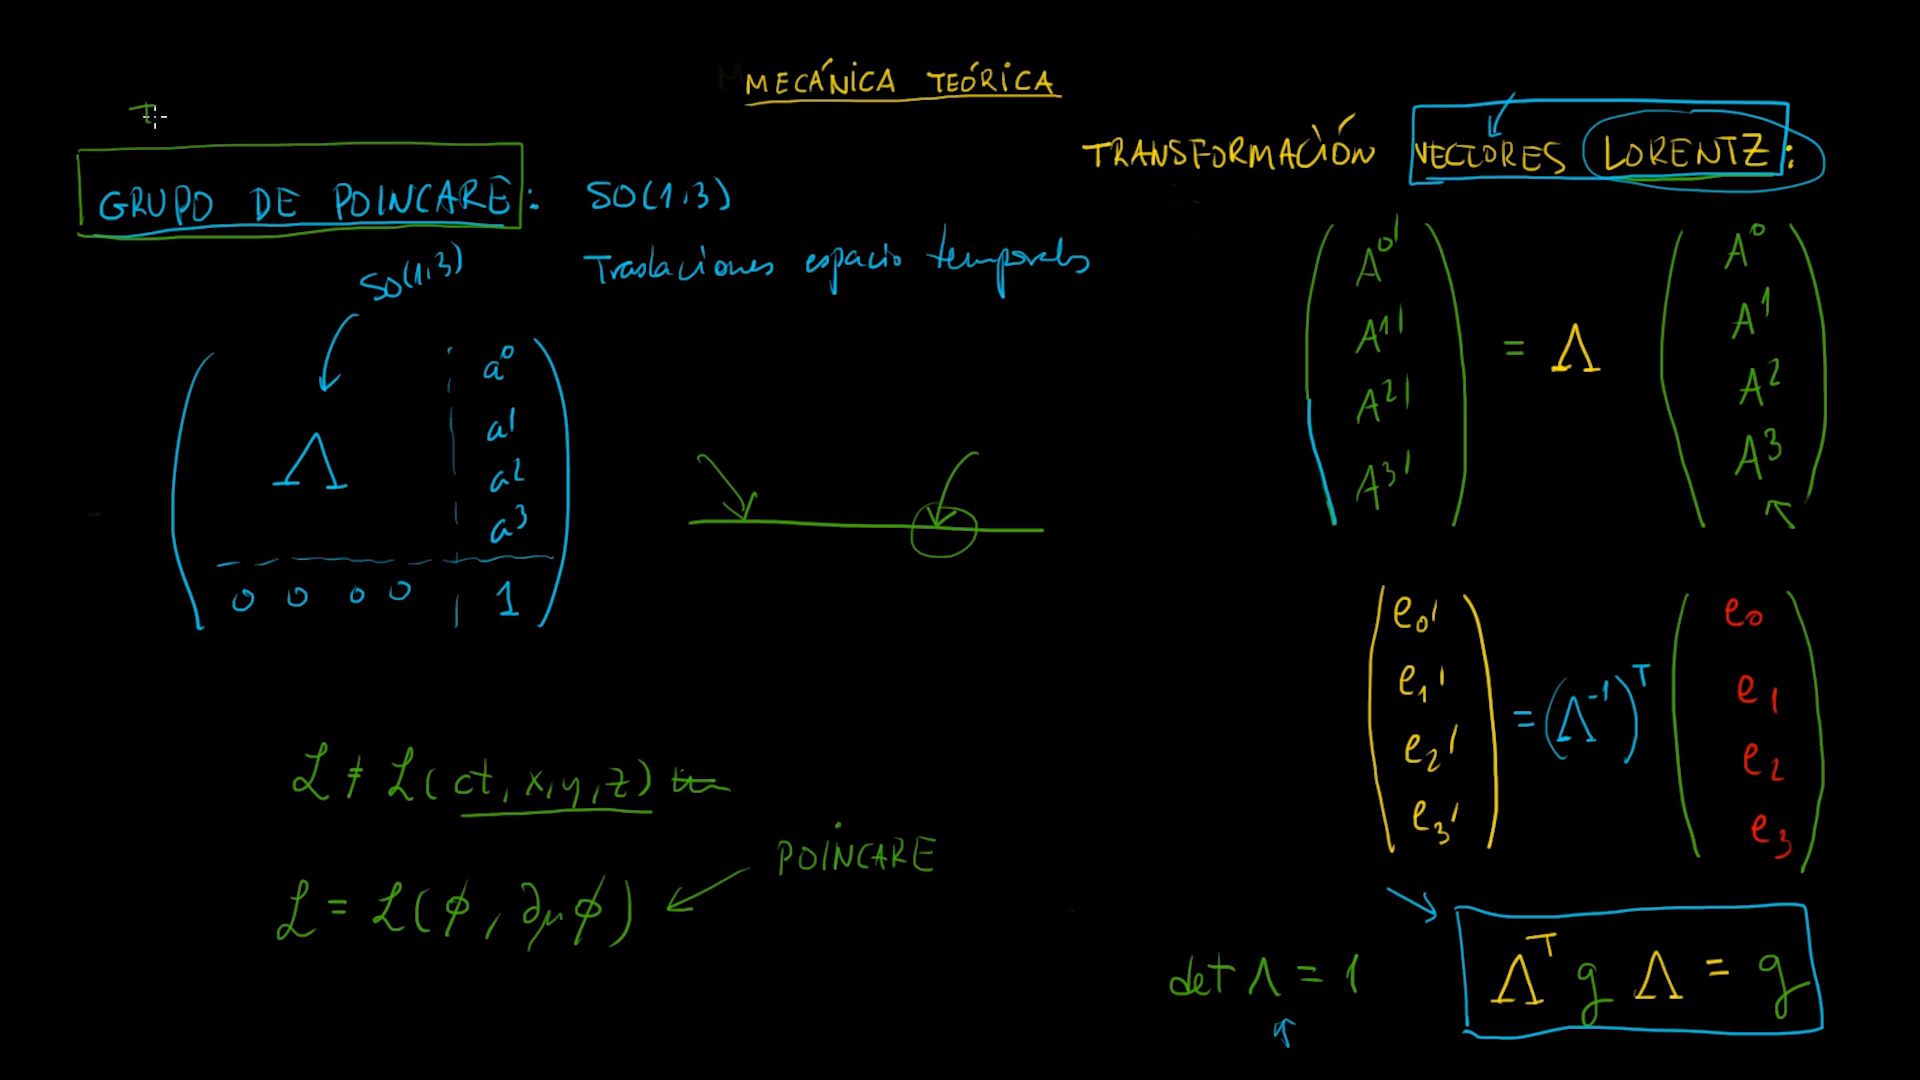 MECÁNICA TEÓRICA
GRUPO DE POINCARE: SO(1,3)
Traslaciones espacio temporales
SO(1,3)
Λ
a⁰
a¹
a²
a³
0 0 0 0 1
ℒ ≠ ℒ(ct, x, y, z)
ℒ = ℒ(ϕ, ∂μϕ)
POINCARE
TRANSFORMACIÓN VECTORES LORENTZ:
A⁰' A⁰
A¹' = Λ A¹
A²' A²
A³' A³
e₀' e₀
e₁' = (Λ⁻¹)ᵀ e₁
e₂' e₂
e₃' e₃
det Λ = 1
Λᵀ g Λ = g